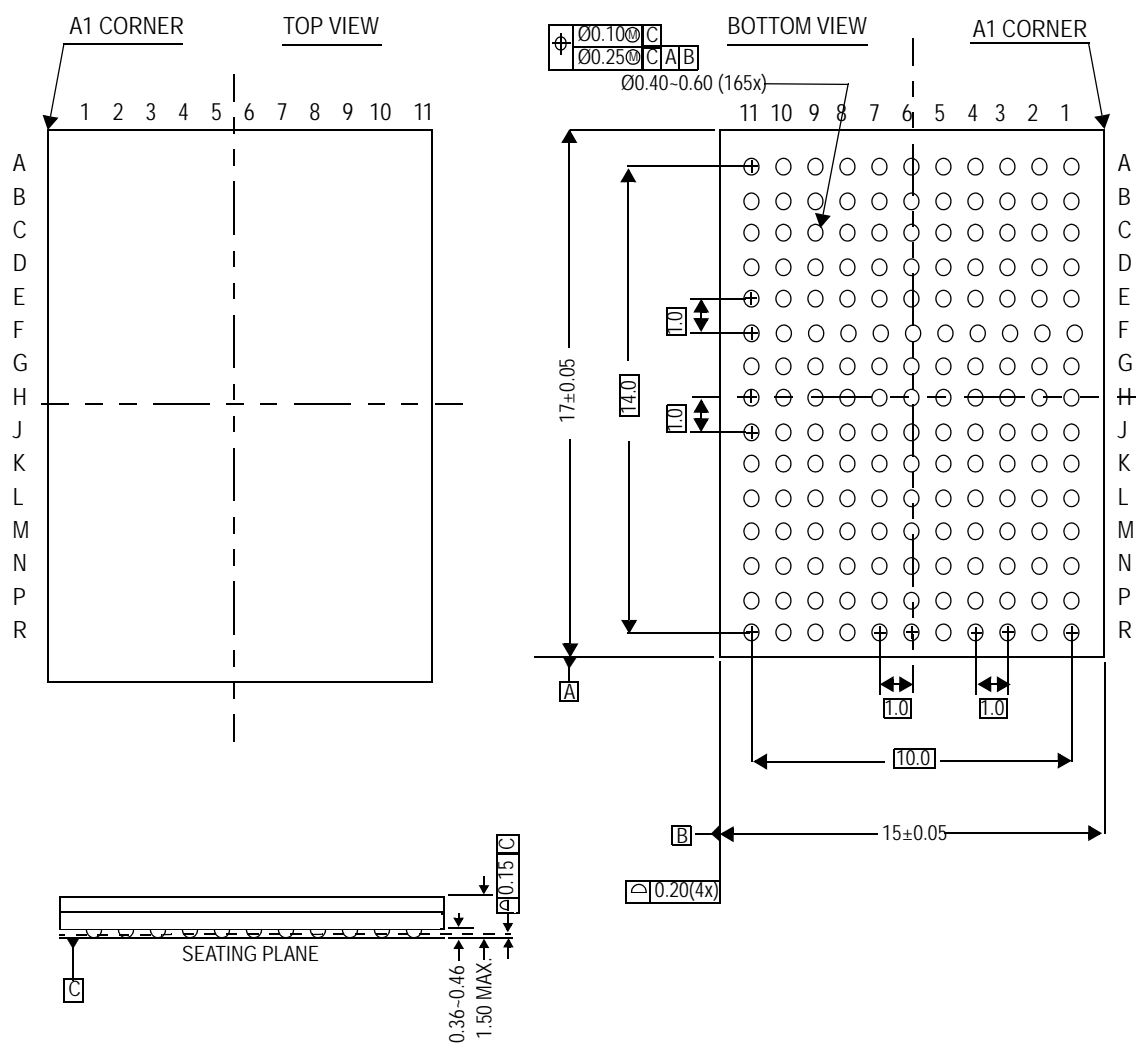 A1 CORNER
TOP VIEW
1 2 3 4 5 6 7 8 9 10 11
A
B
C
D
E
F
G
H
J
K
L
M
N
P
R
Ø0.10Ⓜ C
Ø0.25Ⓜ C A B
BOTTOM VIEW
A1 CORNER
Ø0.40~0.60 (165x)
11 10 9 8 7 6 5 4 3 2 1
A
B
C
D
E
F
G
H
J
K
L
M
N
P
R
1.0
1.0
14.0
17±0.05
A
1.0
1.0
10.0
B
15±0.05
0.20(4x)
0.15 C
SEATING PLANE
C
0.36~0.46
1.50 MAX.